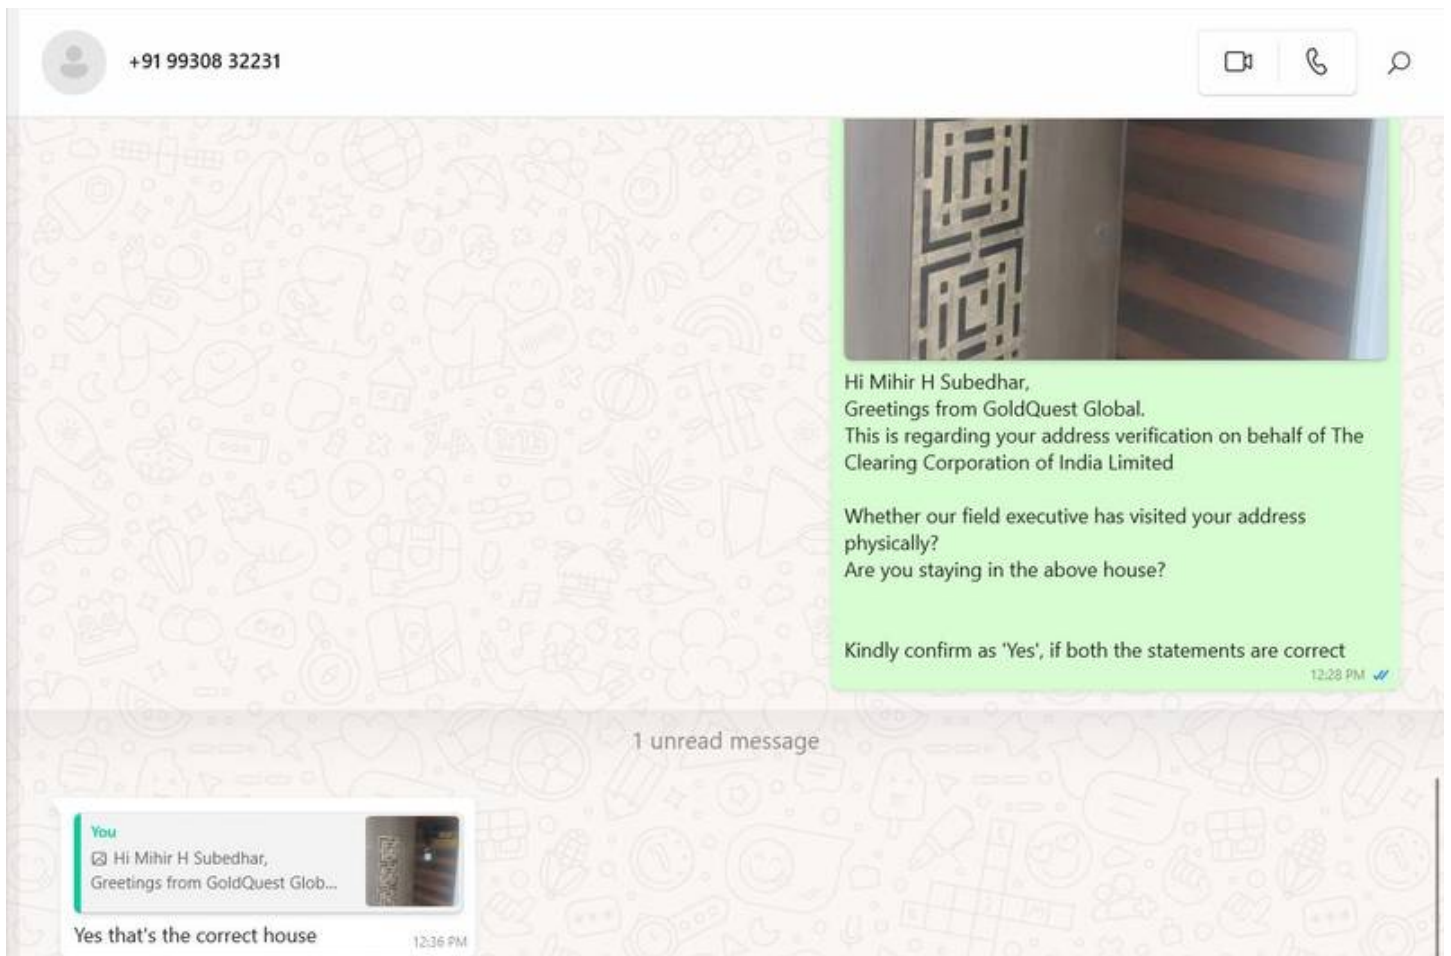 +91 99308 32231
Hi Mihir H Subedhar,
Greetings from GoldQuest Global.
This is regarding your address verification on behalf of The
Clearing Corporation of India Limited
Whether our field executive has visited your address
physically?
Are you staying in the above house?
Kindly confirm as 'Yes', if both the statements are correct
12:28 PM
1 unread message
You
Hi Mihir H Subedhar,
Greetings from GoldQuest Glob...
Yes that's the correct house
12:36 PM